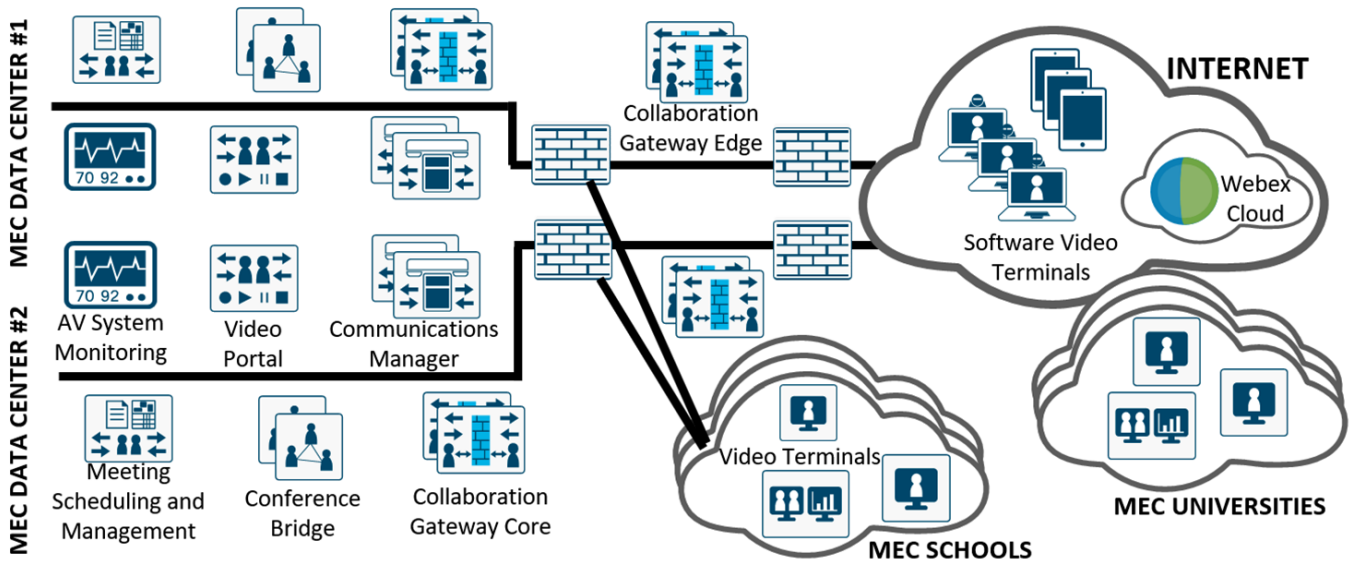 MEC DATA CENTER #1
70 92
Collaboration
Gateway Edge
INTERNET
Webex
Cloud
Software Video
Terminals
MEC DATA CENTER #2
70 92
AV System
Monitoring
Video
Portal
Communications
Manager
Meeting
Scheduling and
Management
Conference
Bridge
Collaboration
Gateway Core
Video Terminals
MEC SCHOOLS
MEC UNIVERSITIES